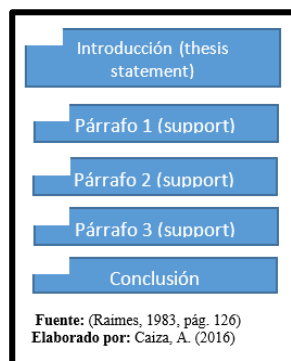 Introducción (thesis
statement)
Párrafo 1 (support)
Párrafo 2 (support)
Párrafo 3 (support)
Conclusión
Fuente: (Raimes, 1983, pág. 126)
Elaborado por: Caiza, A. (2016)